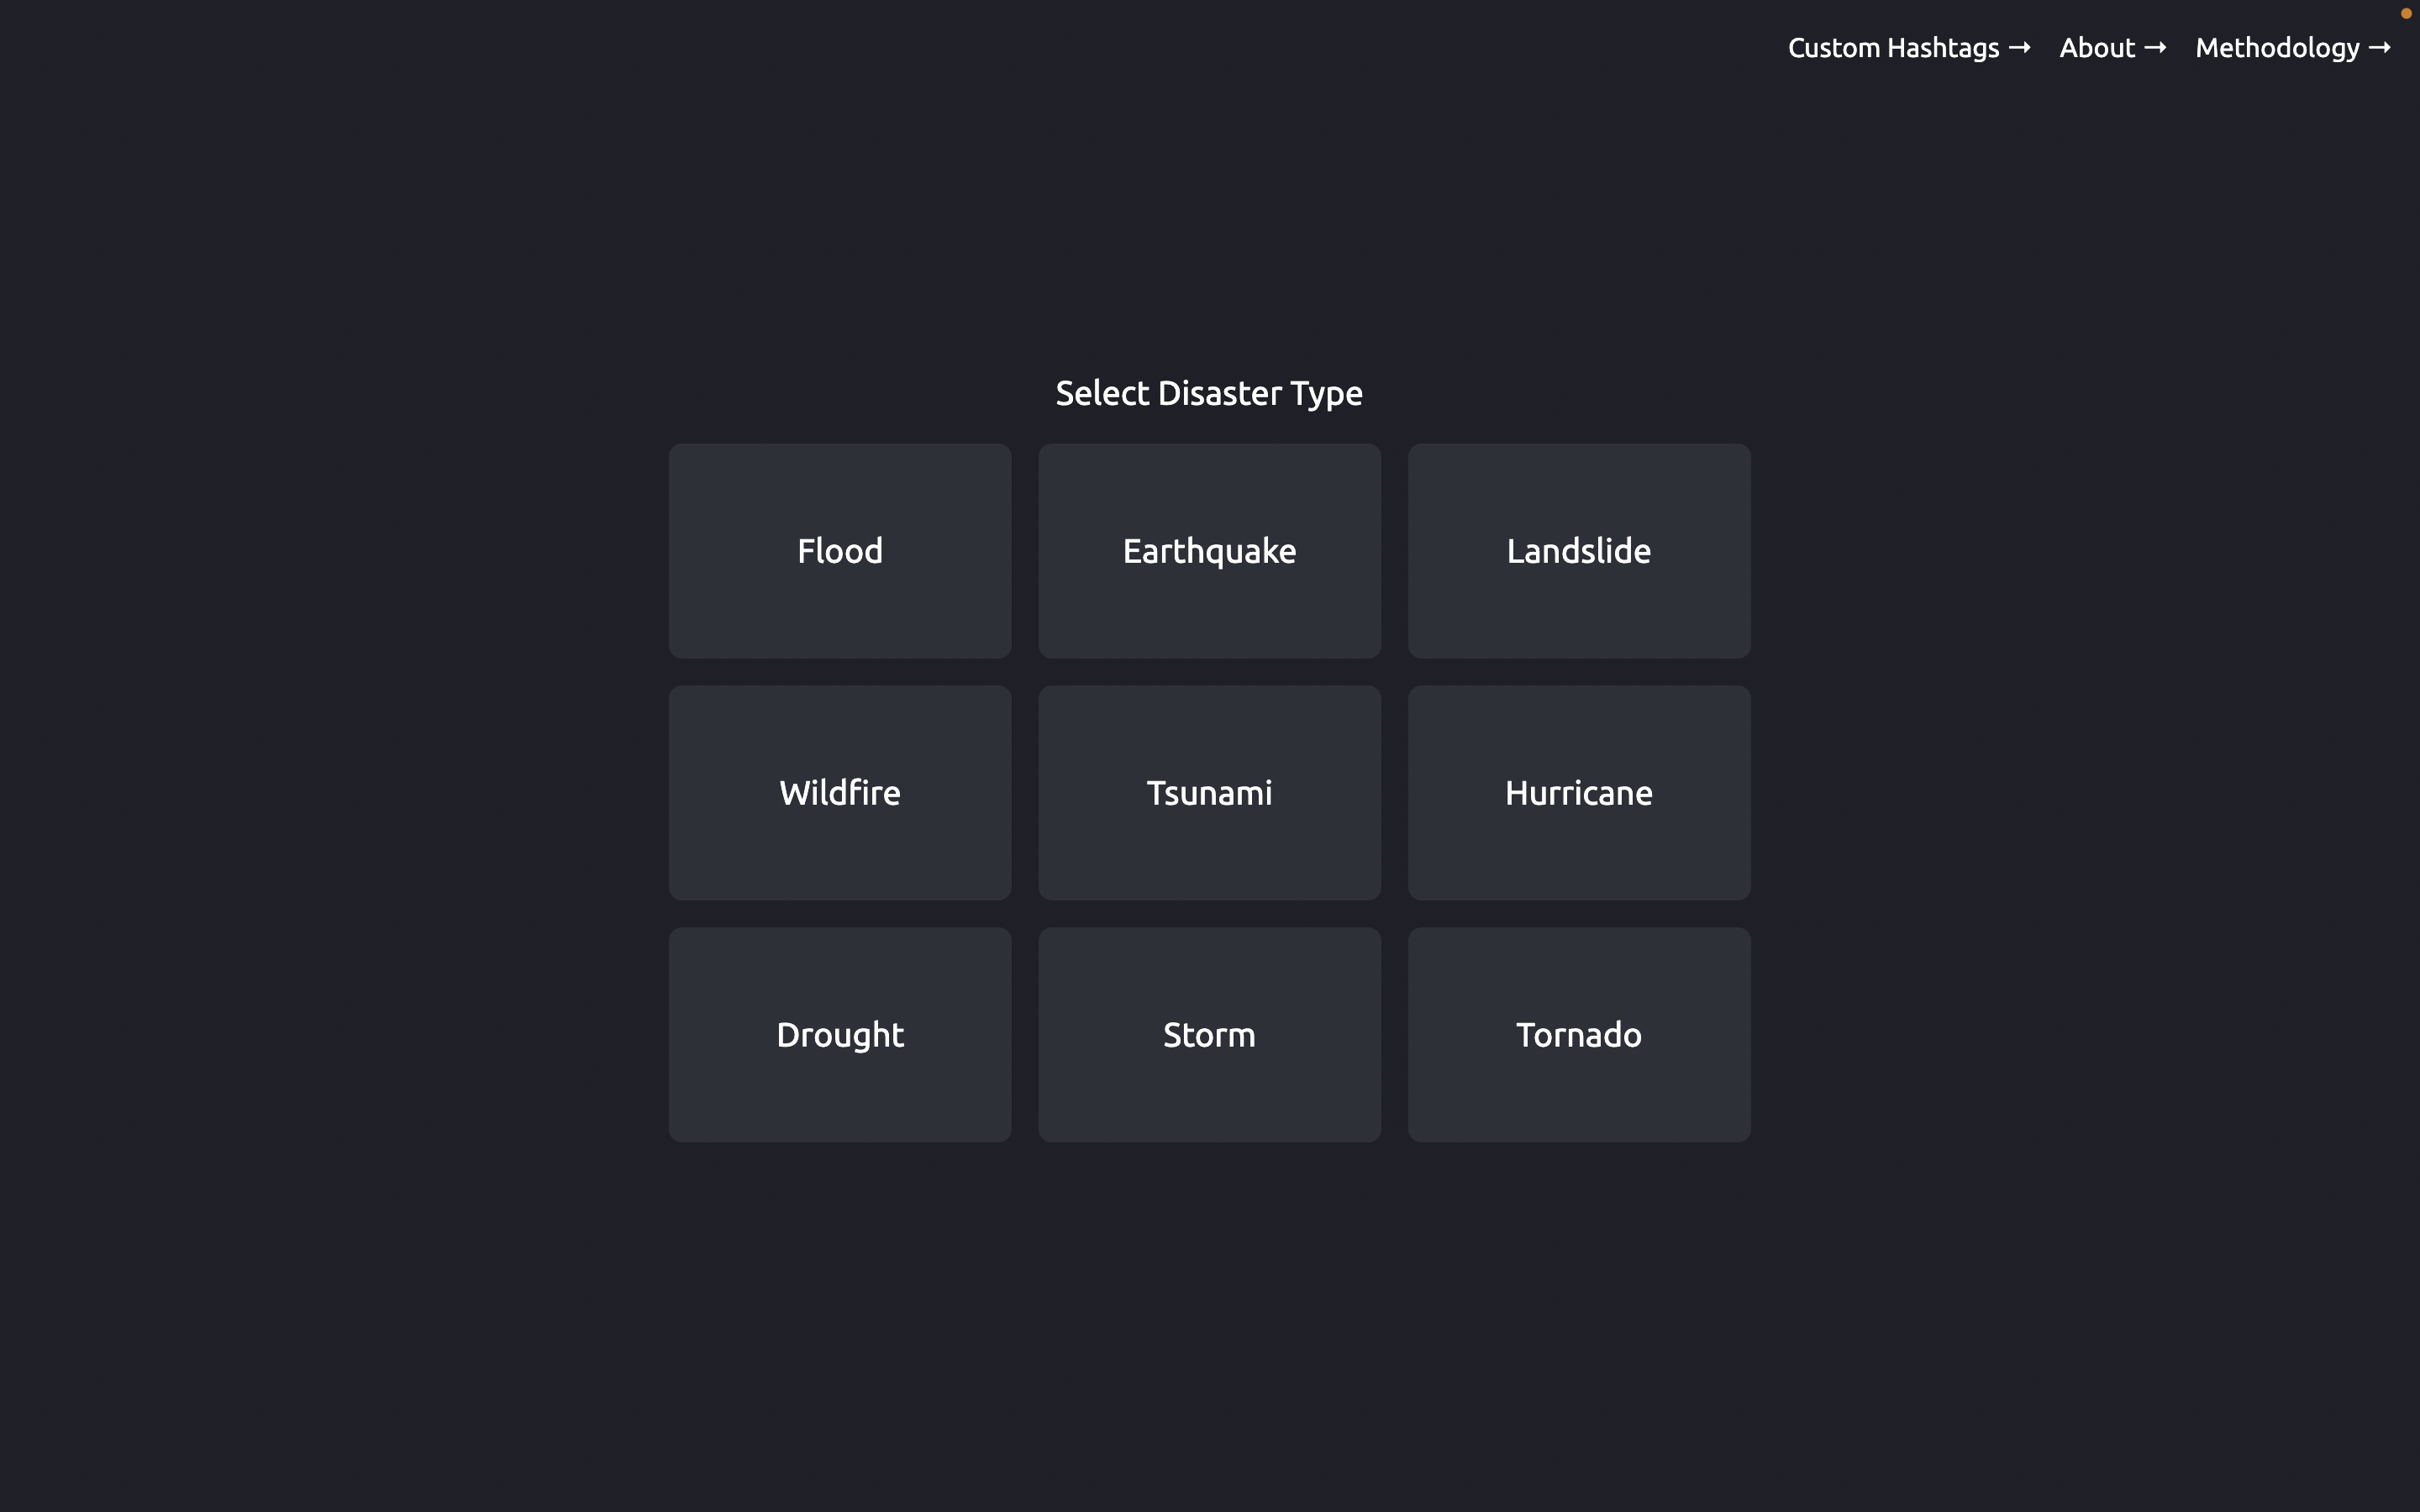 Custom Hashtags → About → Methodology →
Select Disaster Type
Flood Earthquake Landslide
Wildfire Tsunami Hurricane
Drought Storm Tornado